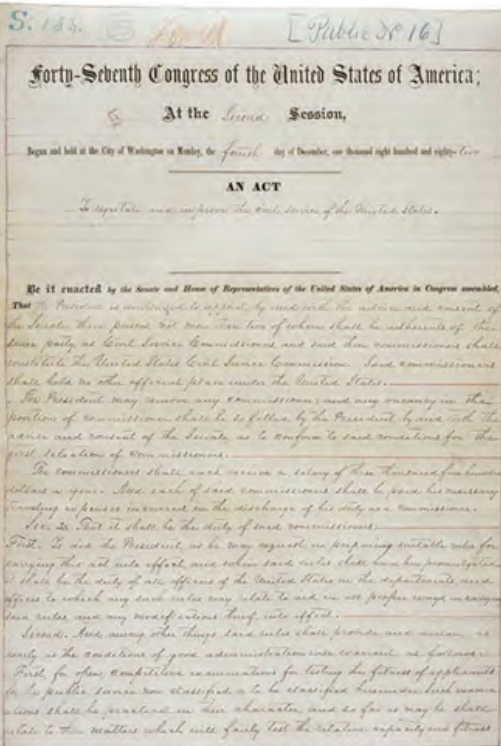 S. 133. [Public No 16]
Forty-Seventh Congress of the United States of America;
At the Second Session,
Begun and held at the City of Washington on Monday, the fourth day of December, one thousand eight hundred and eighty-two
AN ACT
To regulate and improve the civil service of the United States.
Be it enacted by the Senate and House of Representatives of the United States of America in Congress assembled,
That the President is authorized to appoint, by and with the advice and consent of
the Senate, three persons, not more than two of whom shall be adherents of the
same party, as Civil Service Commissioners, and said three commissioners shall
constitute the United States Civil Service Commission. Said commissioners
shall hold no other official place under the United States.
The President may remove any commissioner; and any vacancy in the
position of commissioner shall be so filled by the President, by and with the
advice and consent of the Senate, as to conform to said conditions for the
first selection of commissioners.
The commissioners shall each receive a salary of three thousand five hundred
dollars a year. And each of said commissioners shall be paid his necessary
traveling expenses incurred in the discharge of his duty as a commissioner.
Sec. 2. That it shall be the duty of said commissioners:
First. To aid the President, as he may request, in preparing suitable rules for
carrying this act into effect, and when said rules shall have been promulgated
it shall be the duty of all officers of the United States in the departments and
offices to which any such rules may relate to aid, in all proper ways, in carrying
said rules, and any modifications thereof, into effect.
Second. And, among other things, said rules shall provide and declare, as
nearly as the conditions of good administration will warrant, as follows:
First, for open, competitive examinations for testing the fitness of applicants
for the public service now classified or to be classified hereunder. Such examin
ations shall be practical in their character, and so far as may be shall
relate to those matters which will fairly test the relative capacity and fitness